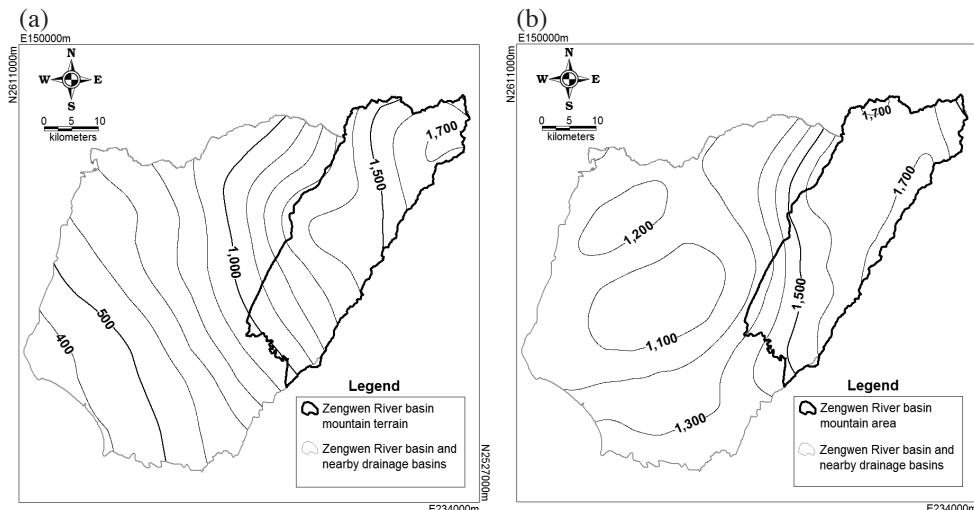 (a)
E150000m
N2611000m
N
W E
S
0 5 10
kilometers
1,700
1,500
1,000
500
400
Legend
Zengwen River basin
mountain terrain
Zengwen River basin and
nearby drainage basins
N2527000m
E234000m
(b)
E150000m
N2611000m
N
W E
S
0 5 10
kilometers
1,700
1,700
1,200
1,500
1,100
1,300
Legend
Zengwen River basin
mountain area
Zengwen River basin and
nearby drainage basins
E234000m